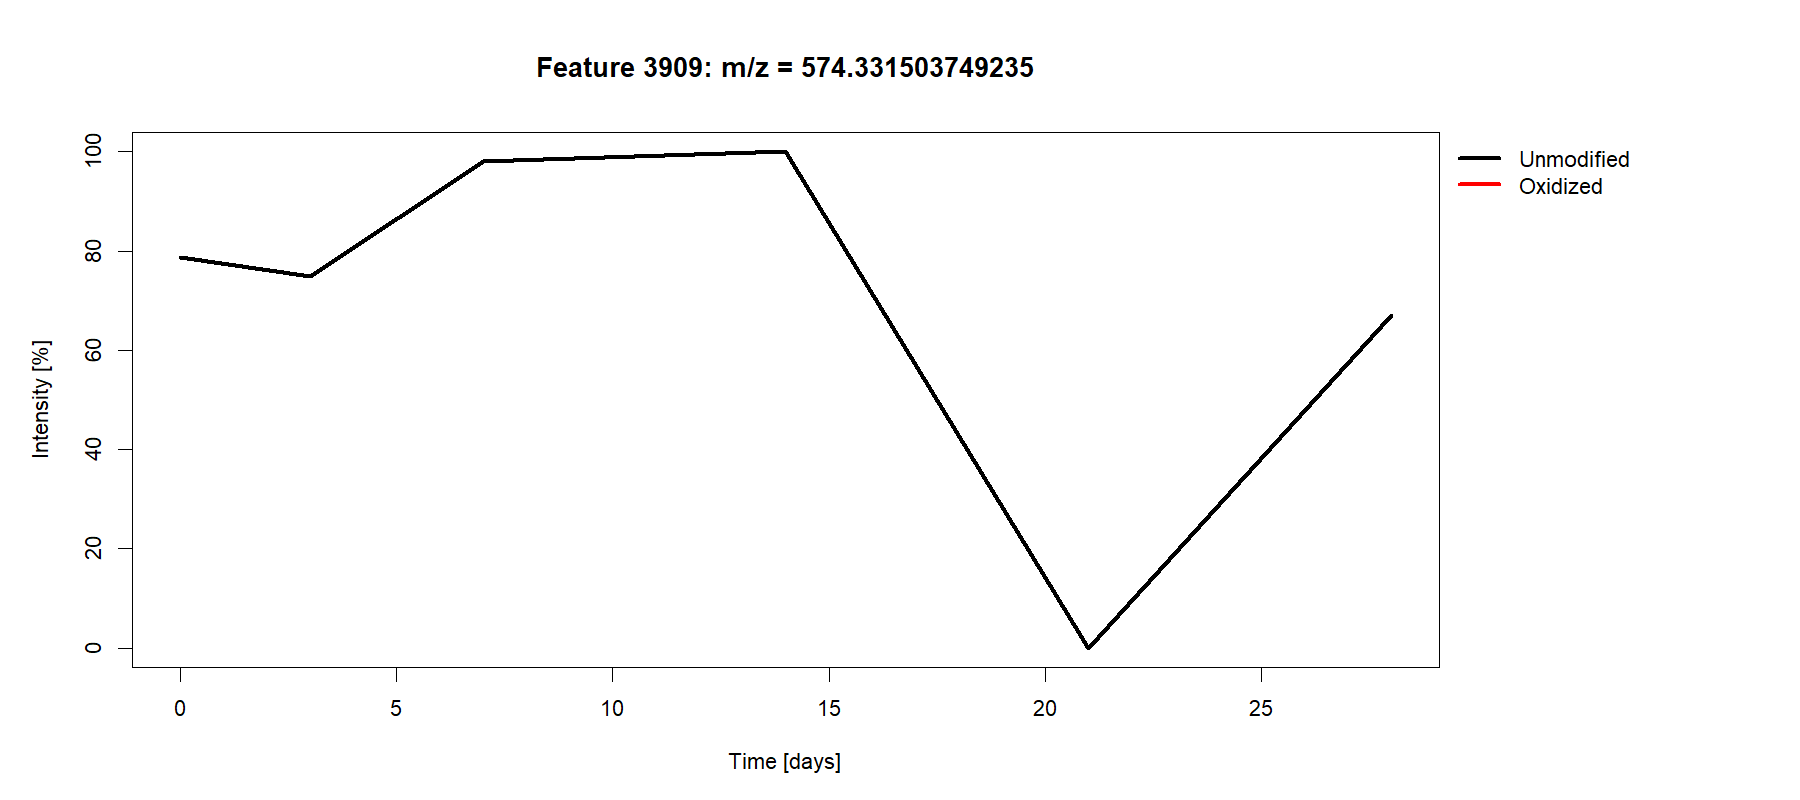 Feature 3909: m/z = 574.331503749235
Unmodified
Oxidized
Intensity [%]
100
80
60
40
20
0
0 5 10 15 20 25
Time [days]